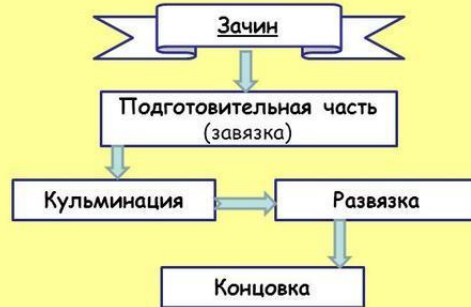 Зачин
Подготовительная часть
(завязка)
Кульминация
Развязка
Концовка